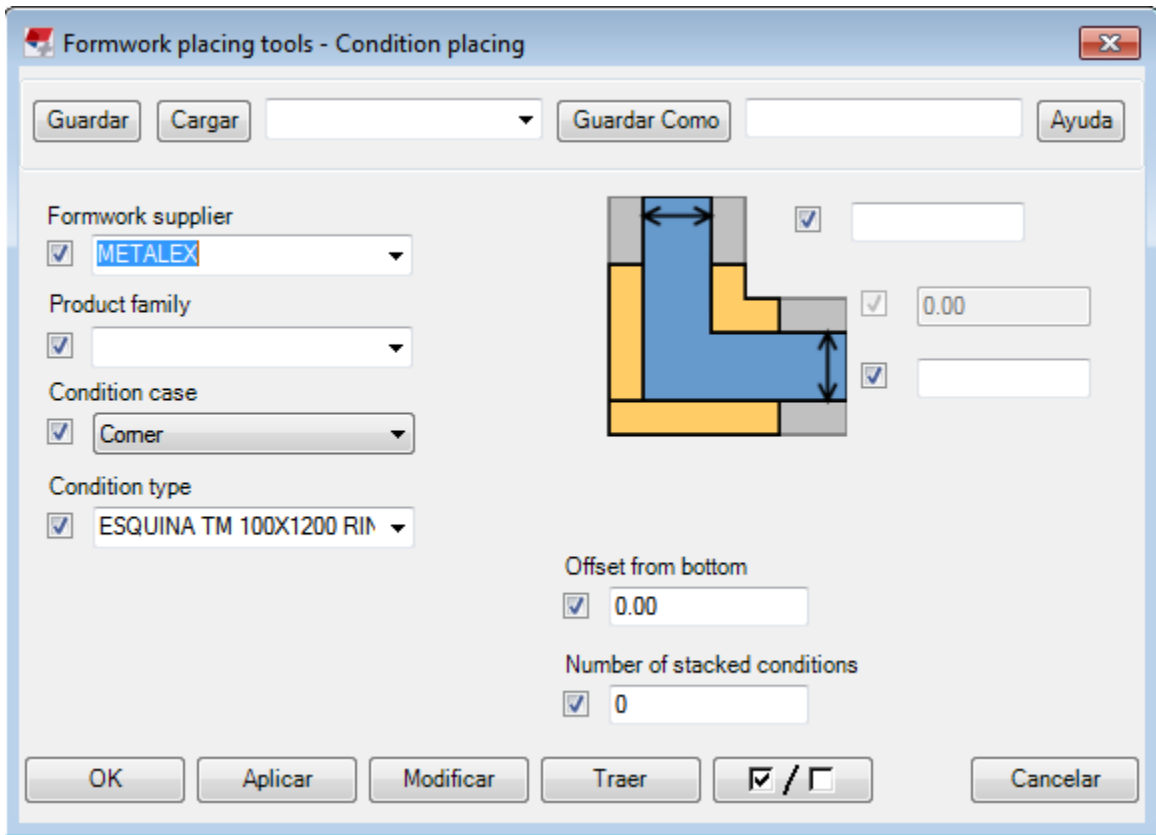 Formwork placing tools - Condition placing
Guardar Cargar Guardar Como Ayuda
Formwork supplier
METALEX
Product family
0.00
Condition case
Corner
Condition type
ESQUINA TM 100X1200 RIN
Offset from bottom
0.00
Number of stacked conditions
0
OK Aplicar Modificar Traer / Cancelar